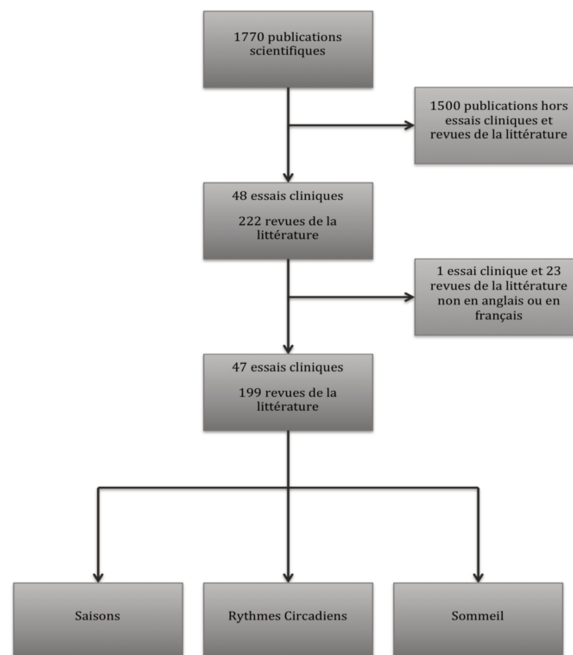 1770 publications
scientifiques
1500 publications hors
essais cliniques et
revues de la littérature
48 essais cliniques
222 revues de la
littérature
1 essai clinique et 23
revues de la littérature
non en anglais ou en
français
47 essais cliniques
199 revues de la
littérature
Saisons
Rythmes Circadiens
Sommeil